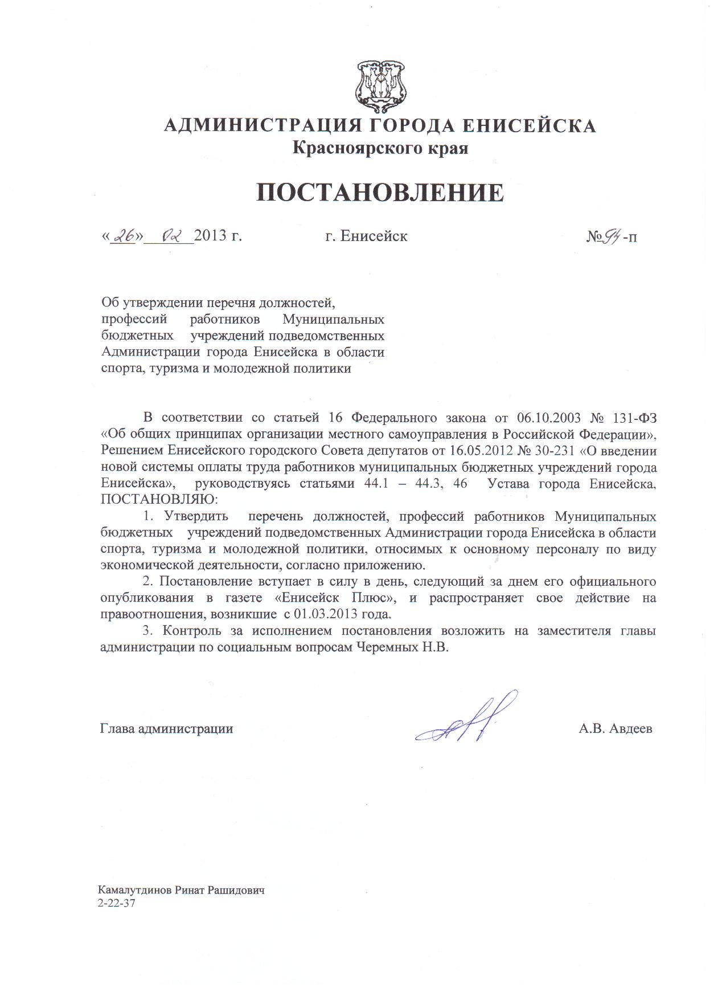 АДМИНИСТРАЦИЯ ГОРОДА ЕНИСЕЙСКА
Красноярского края
ПОСТАНОВЛЕНИЕ
«26» 02 2013 г. г. Енисейск № -п
Об утверждении перечня должностей,
профессий работников Муниципальных
бюджетных учреждений подведомственных
Администрации города Енисейска в области
спорта, туризма и молодежной политики
В соответствии со статьей 16 Федерального закона от 06.10.2003 № 131-ФЗ
«Об общих принципах организации местного самоуправления в Российской Федерации»,
Решением Енисейского городского Совета депутатов от 16.05.2012 № 30-231 «О введении
новой системы оплаты труда работников муниципальных бюджетных учреждений города
Енисейска», руководствуясь статьями 44.1 – 44.3, 46 Устава города Енисейска,
ПОСТАНОВЛЯЮ:
1. Утвердить перечень должностей, профессий работников Муниципальных
бюджетных учреждений подведомственных Администрации города Енисейска в области
спорта, туризма и молодежной политики, относимых к основному персоналу по виду
экономической деятельности, согласно приложению.
2. Постановление вступает в силу в день, следующий за днем его официального
опубликования в газете «Енисейск Плюс», и распространяет свое действие на
правоотношения, возникшие с 01.03.2013 года.
3. Контроль за исполнением постановления возложить на заместителя главы
администрации по социальным вопросам Черемных Н.В.
Глава администрации А.В. Авдеев
Камалутдинов Ринат Рашидович
2-22-37